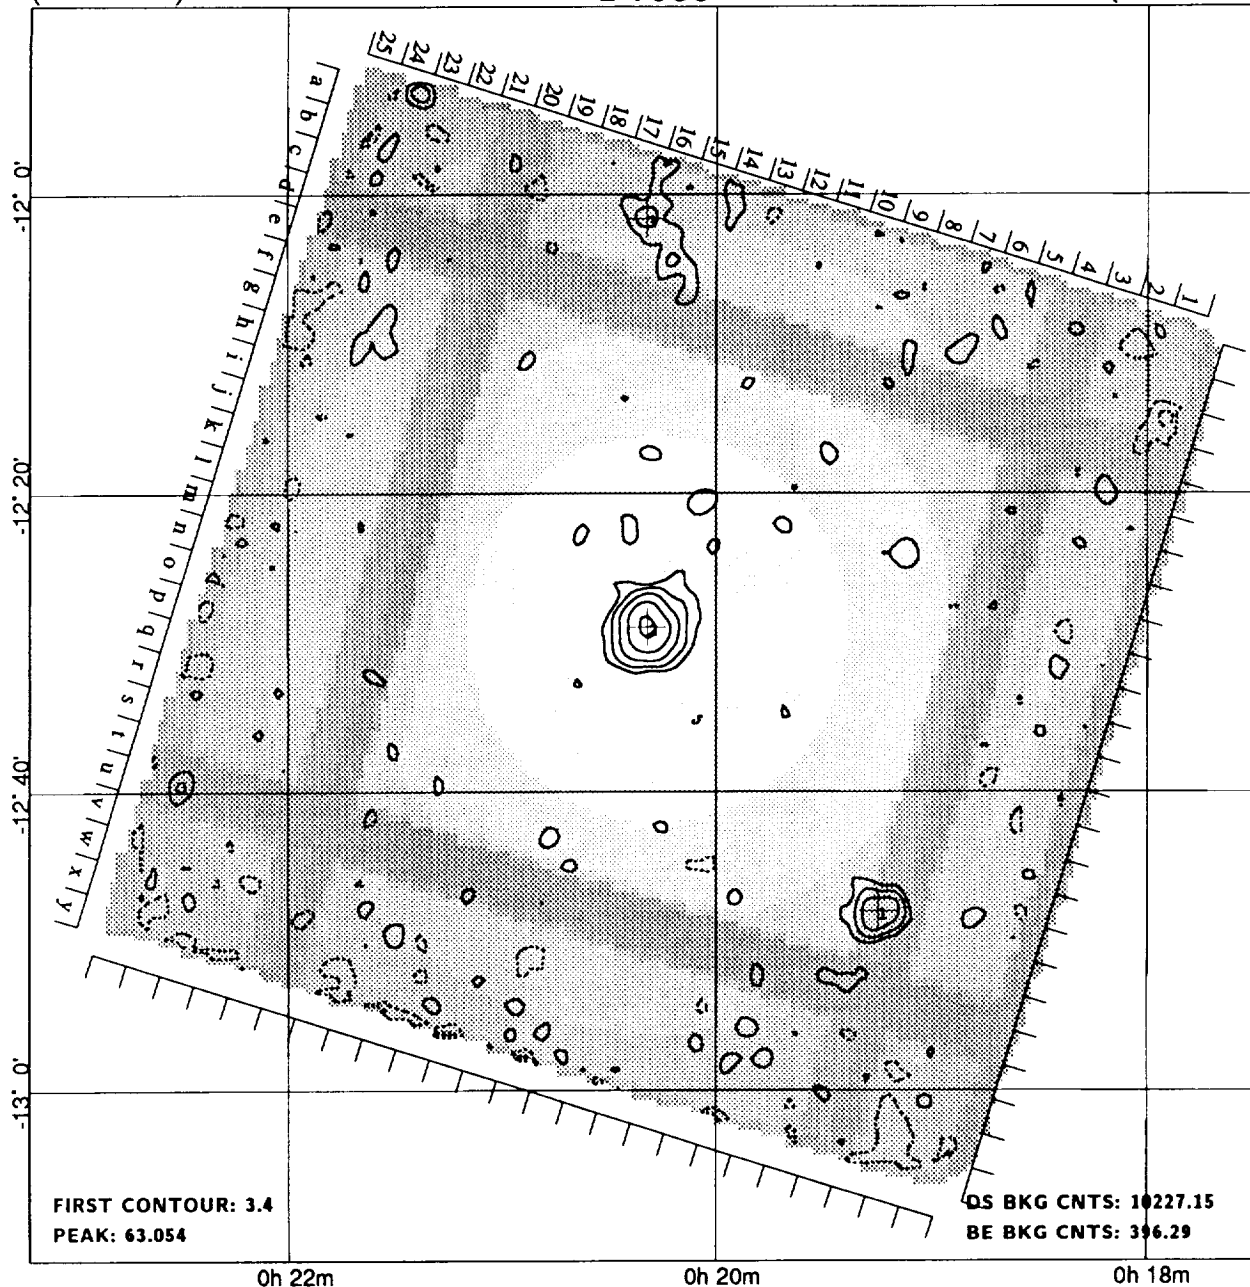 25 24 23 22 21 20 19 18 17 16 15 14 13 12 11 10 9 8 7 6 5 4 3 2 1
a b c d e f g h i j k l m n o p q r s t u v w x y
-12° 0'
-12° 20'
-12° 40'
-13° 0'
FIRST CONTOUR: 3.4
PEAK: 63.054
DS BKG CNTS: 10227.15
BE BKG CNTS: 396.29
0h 22m 0h 20m 0h 18m